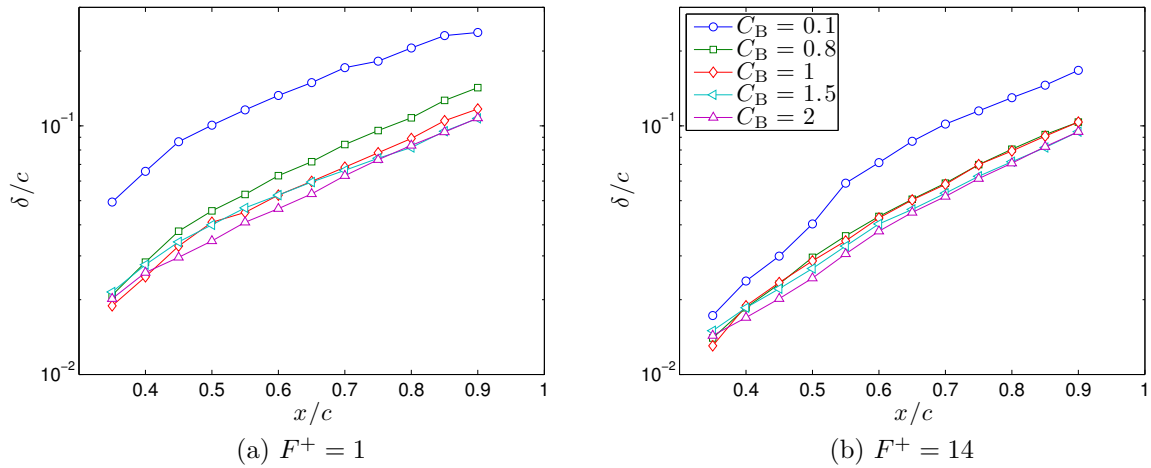 10⁻¹
10⁻²
δ/c
0.4 0.5 0.6 0.7 0.8 0.9 1
x/c
(a) F⁺ = 1
C_B = 0.1
C_B = 0.8
C_B = 1
C_B = 1.5
C_B = 2
10⁻¹
10⁻²
δ/c
0.4 0.5 0.6 0.7 0.8 0.9 1
x/c
(b) F⁺ = 14